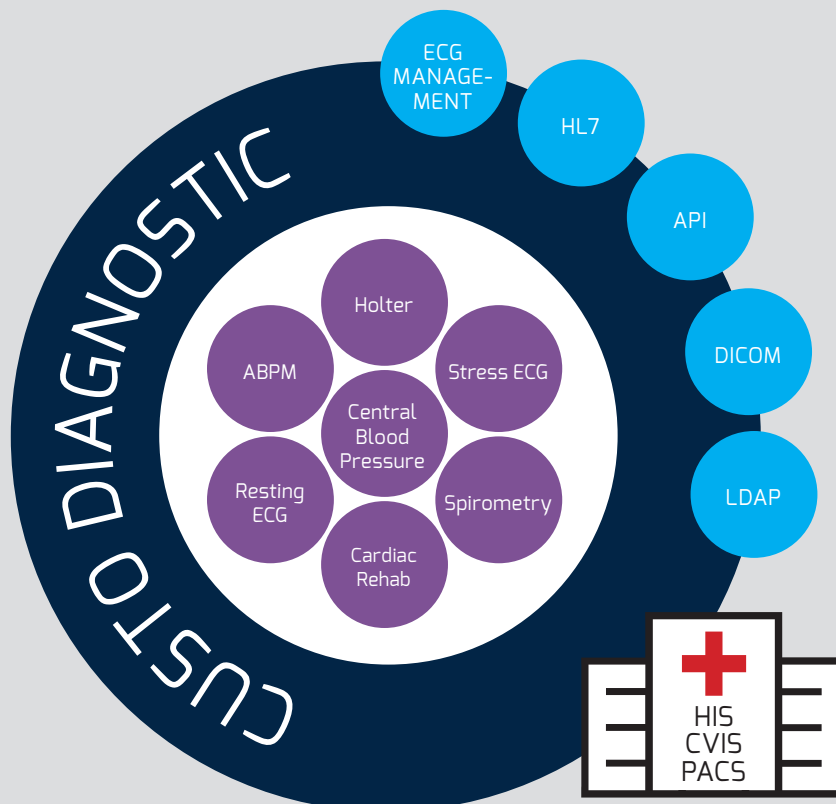 CUSTO DIAGNOSTIC
ECG
MANAGE-
MENT
HL7
API
DICOM
LDAP
Holter
ABPM
Stress ECG
Central
Blood
Pressure
Resting
ECG
Spirometry
Cardiac
Rehab
HIS
CVIS
PACS